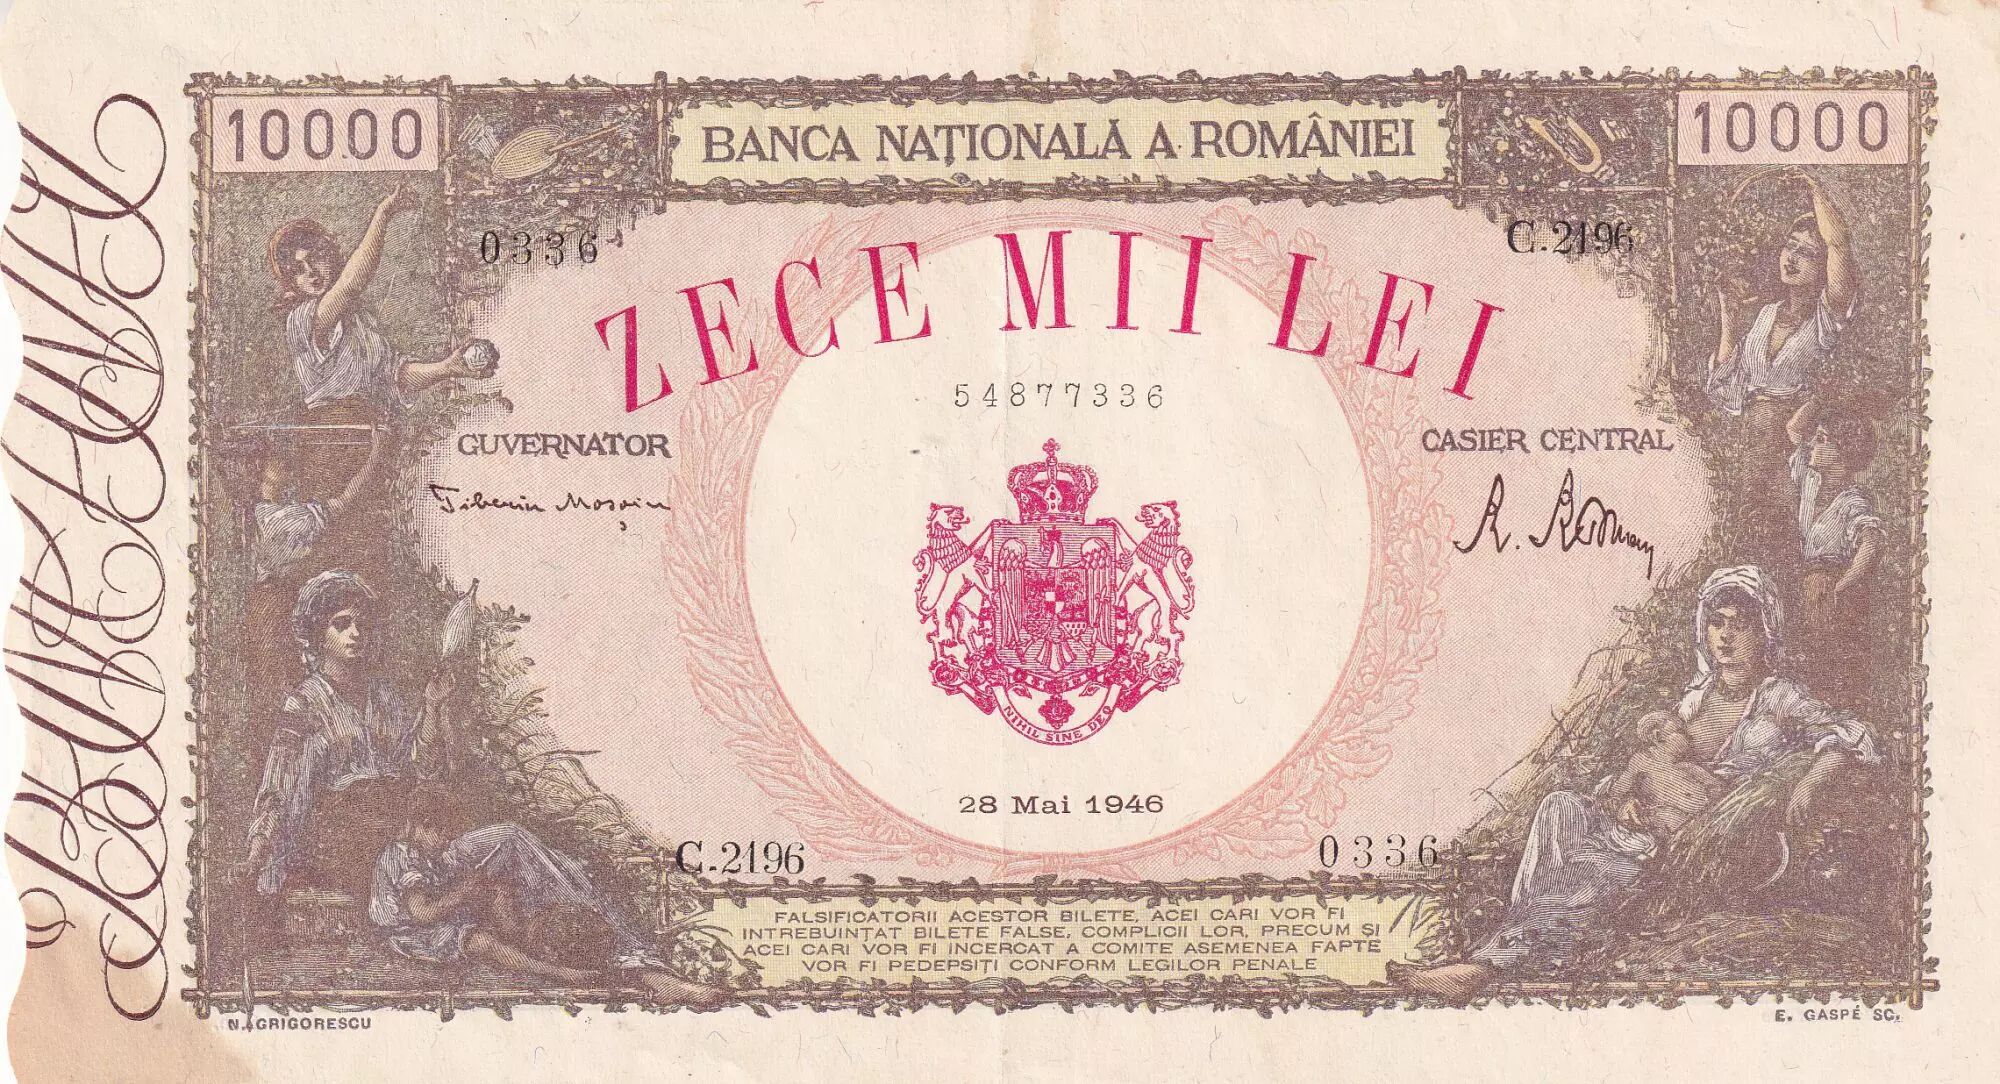 10000
BANCA NAȚIONALĂ A ROMÂNIEI
10000
0336
C.2196
ZECE MII LEI
54877336
GUVERNATOR
CASIER CENTRAL
Tiberiu Moșoiu
NIHIL SINE DEO
28 Mai 1946
C.2196
0336
FALSIFICATORII ACESTOR BILETE, ACEI CARI VOR FI
INTREBUINȚAT BILETE FALSE, COMPLICII LOR, PRECUM ȘI
ACEI CARI VOR FI INCERCAT A COMITE ASEMENEA FAPTE
VOR FI PEDEPSIȚI CONFORM LEGILOR PENALE
N. GRIGORESCU
E. GASPÉ SC.